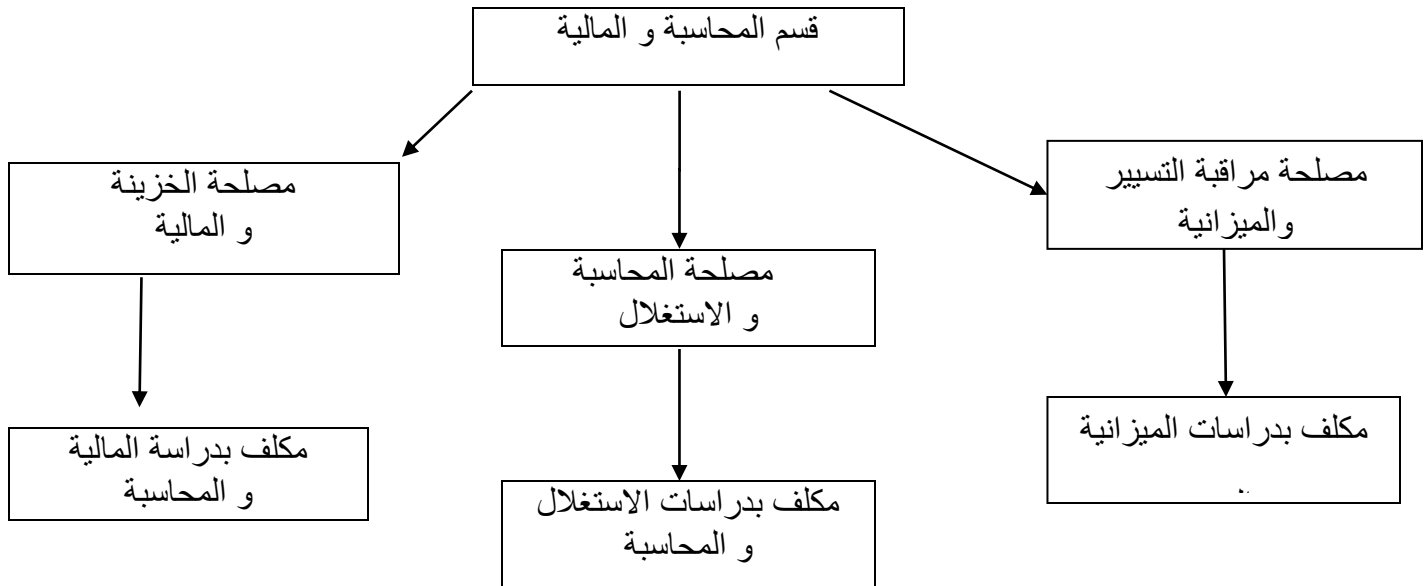 قسم المحاسبة و المالية
مصلحة مراقبة التسيير
والميزانية
مصلحة المحاسبة
و الاستغلال
مصلحة الخزينة
و المالية
مكلف بدراسات الميزانية
مكلف بدراسات الاستغلال
و المحاسبة
مكلف بدراسة المالية
و المحاسبة